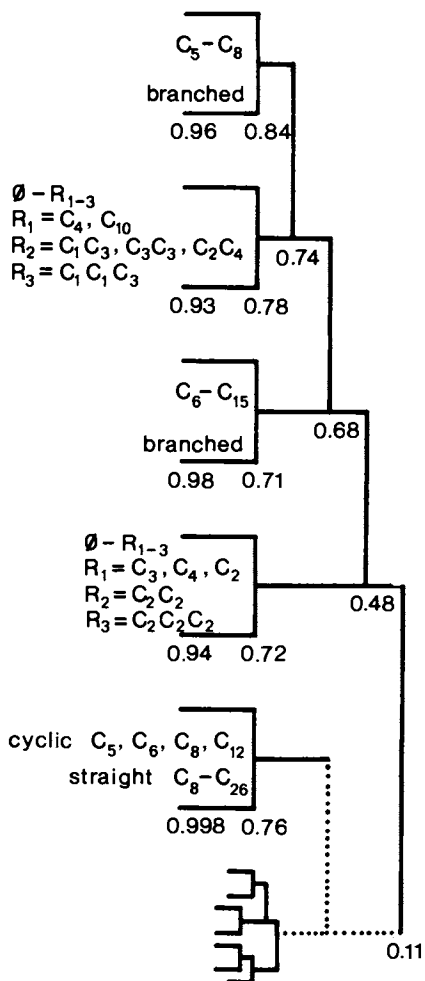 C₅–C₈
branched
0.96 0.84
Ø–R₁₋₃
R₁ = C₄, C₁₀
R₂ = C₁C₃, C₃C₃, C₂C₄
R₃ = C₁C₁C₃
0.74
0.93 0.78
C₆–C₁₅
0.68
branched
0.98 0.71
Ø–R₁₋₃
R₁ = C₃, C₄, C₂
R₂ = C₂C₂
0.48
R₃ = C₂C₂C₂
0.94 0.72
cyclic C₅, C₆, C₈, C₁₂
straight C₈–C₂₆
0.998 0.76
0.11